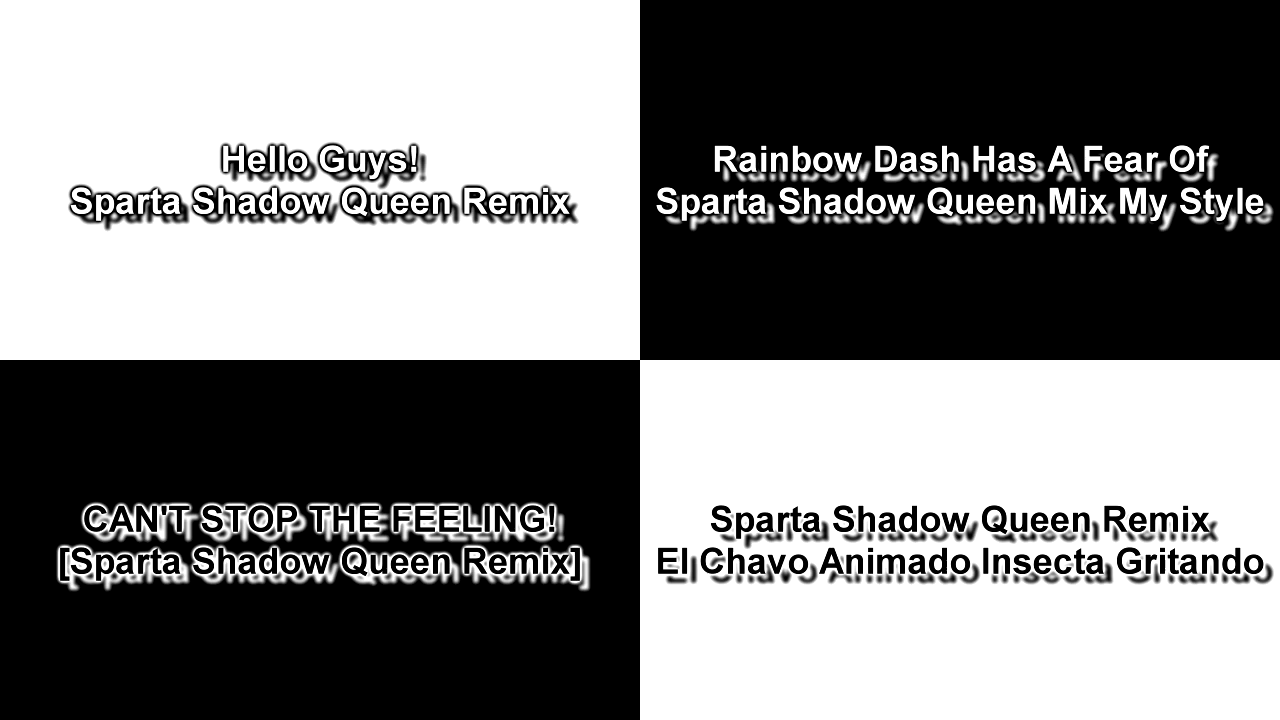 Hello Guys!
Sparta Shadow Queen Remix
Rainbow Dash Has A Fear Of
Sparta Shadow Queen Mix My Style
CAN'T STOP THE FEELING!
[Sparta Shadow Queen Remix]
Sparta Shadow Queen Remix
El Chavo Animado Insecta Gritando